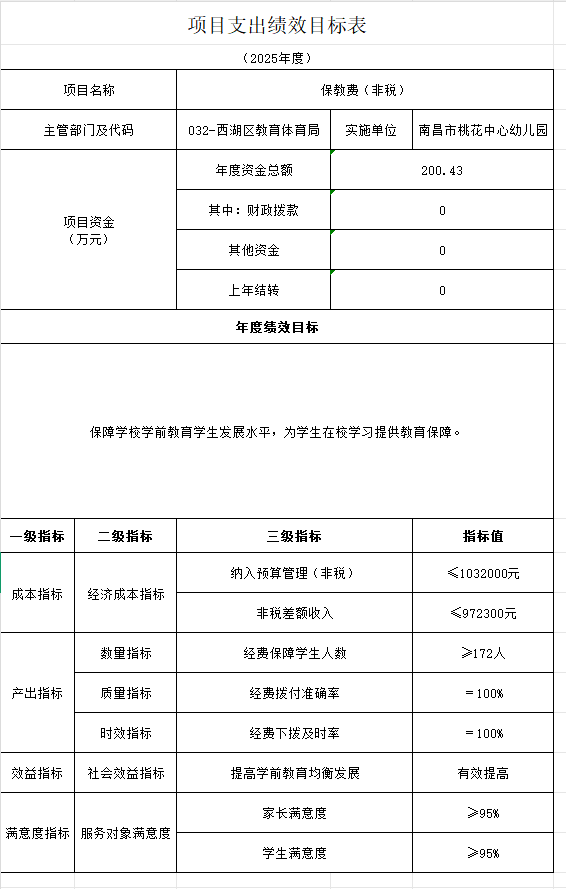 项目支出绩效目标表
（2025年度）
项目名称 保教费（非税）
主管部门及代码 032-西湖区教育体育局 实施单位 南昌市桃花中心幼儿园
项目资金
（万元）
年度资金总额 200.43
其中：财政拨款 0
其他资金 0
上年结转 0
年度绩效目标
保障学校学前教育学生发展水平，为学生在校学习提供教育保障。
一级指标 二级指标 三级指标 指标值
成本指标 经济成本指标 纳入预算管理（非税） ≤1032000元
非税差额收入 ≤972300元
产出指标 数量指标 经费保障学生人数 ≥172人
质量指标 经费拨付准确率 ＝100%
时效指标 经费下拨及时率 ＝100%
效益指标 社会效益指标 提高学前教育均衡发展 有效提高
满意度指标 服务对象满意度 家长满意度 ≥95%
学生满意度 ≥95%